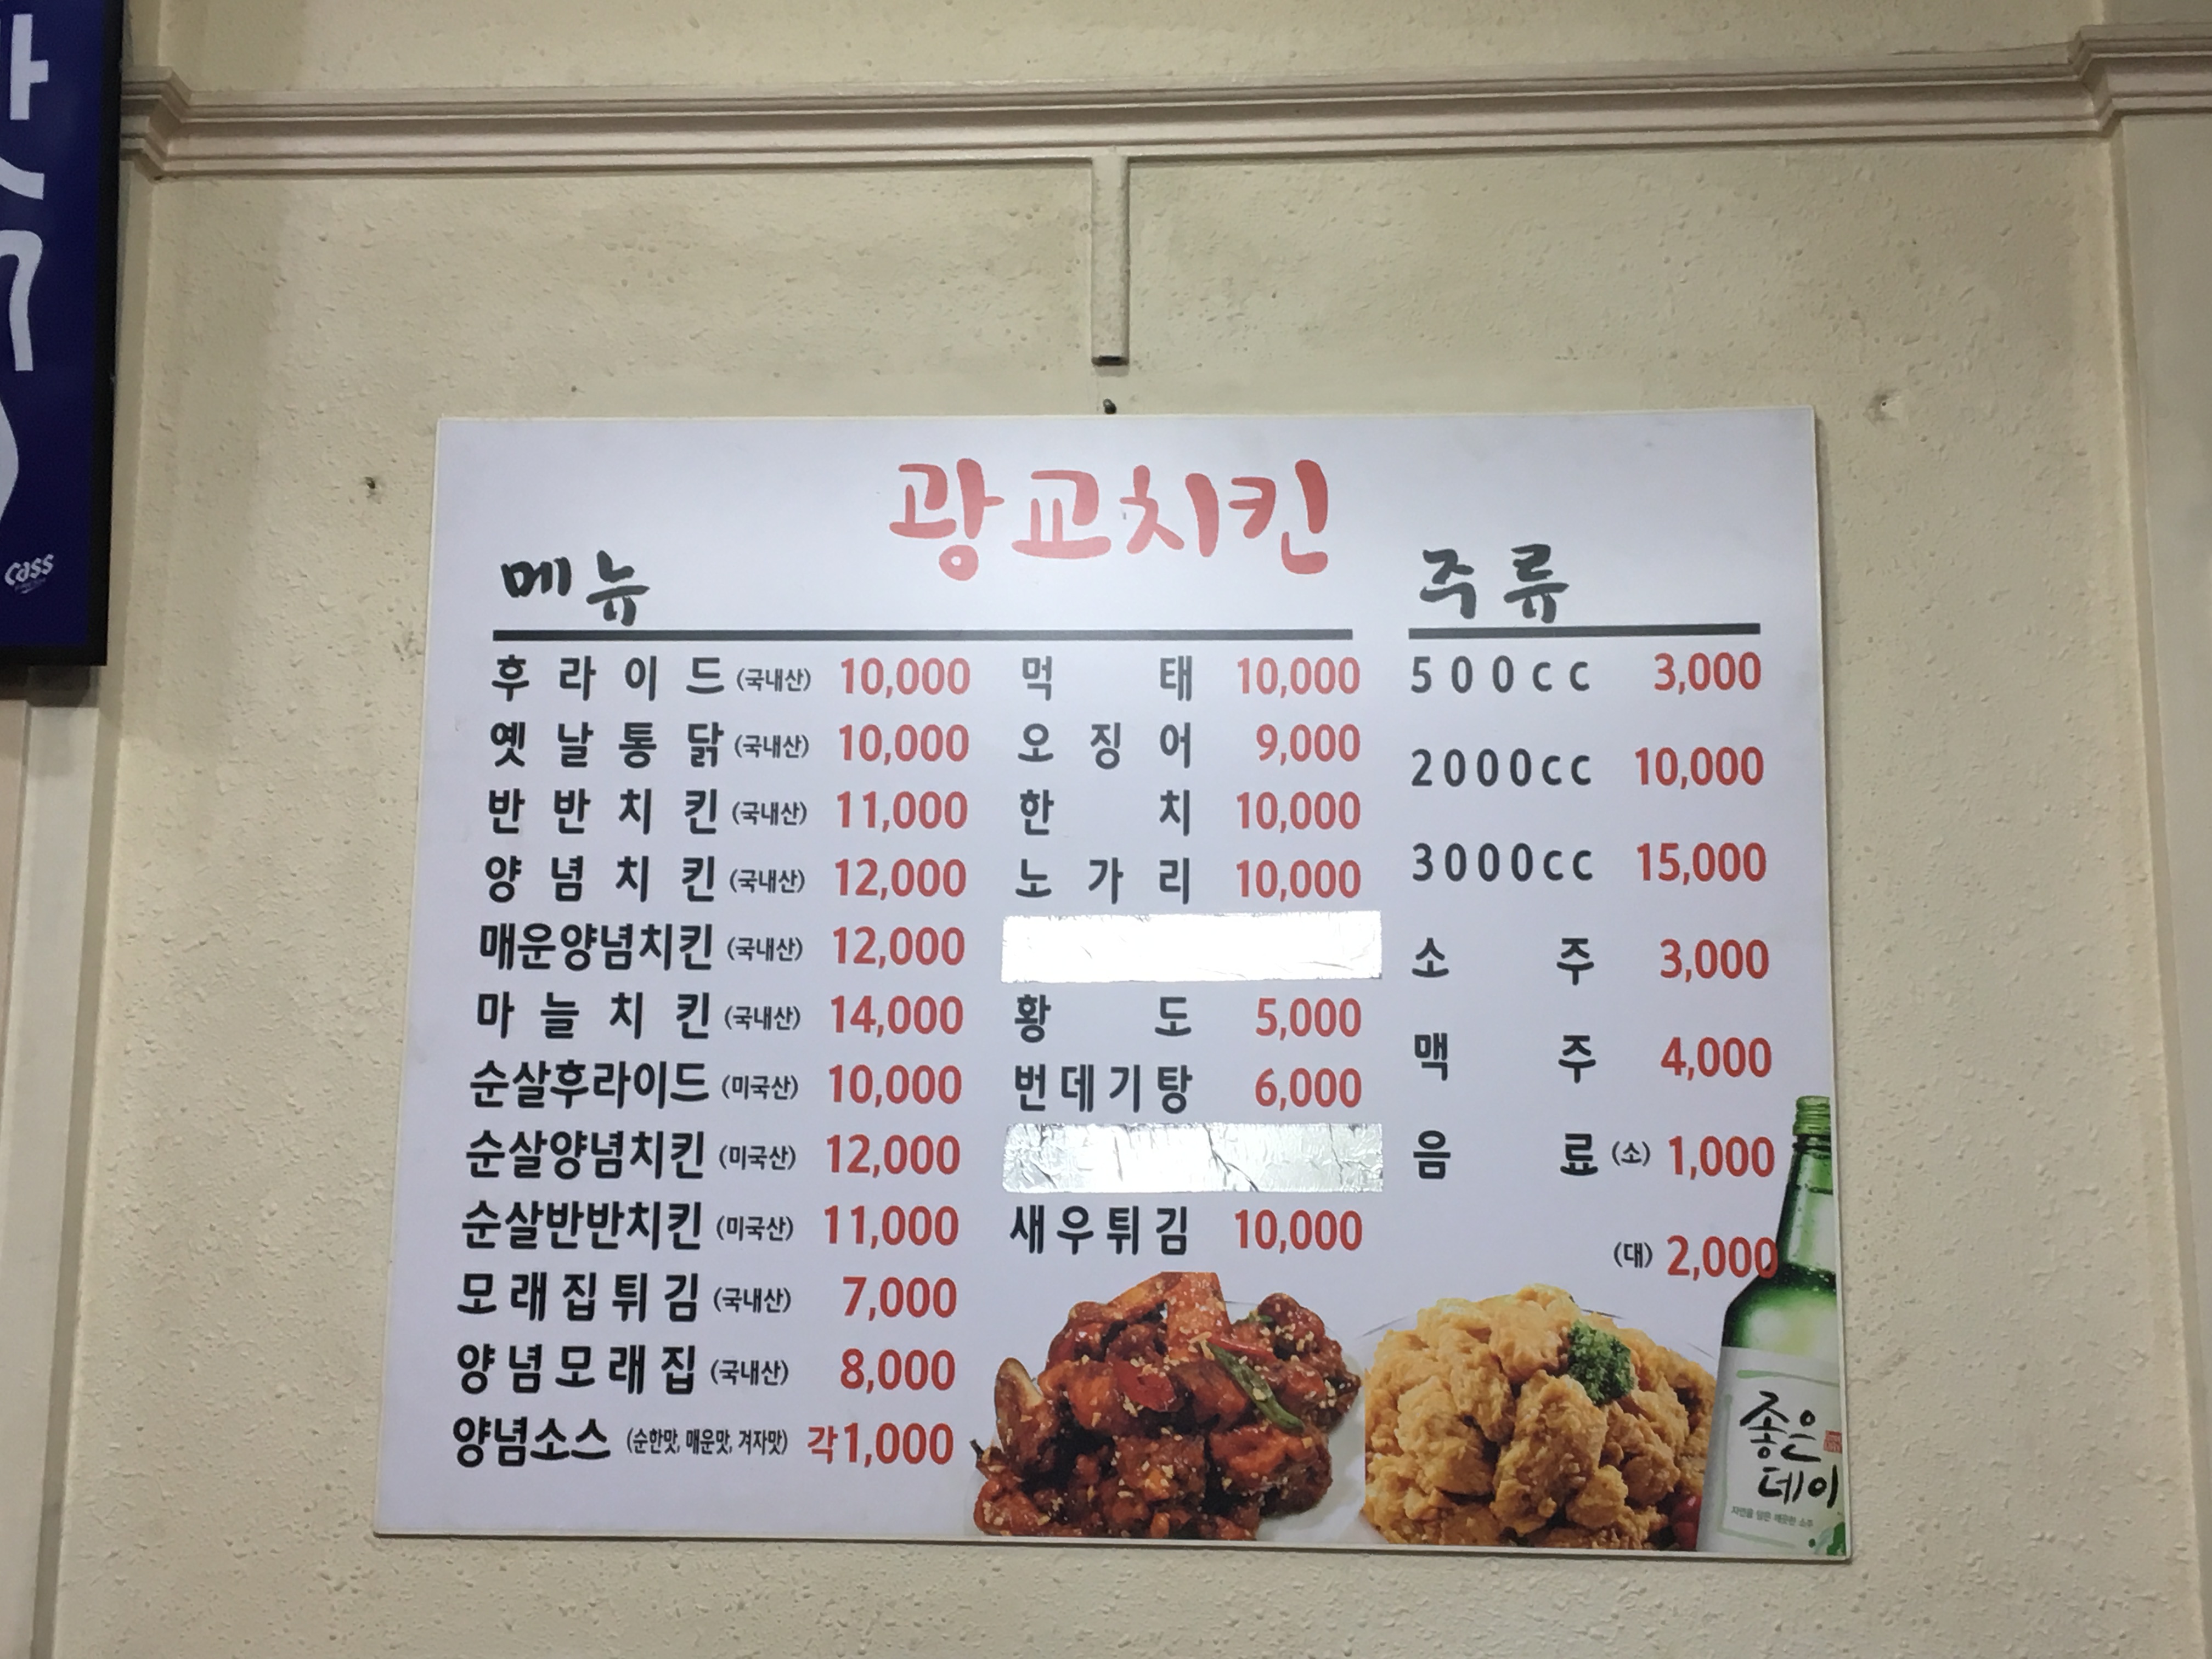 cass
광교치킨
메뉴
후라이드 (국내산) 10,000
옛날통닭 (국내산) 10,000
반반치킨 (국내산) 11,000
양념치킨 (국내산) 12,000
매운양념치킨 (국내산) 12,000
마늘치킨 (국내산) 14,000
순살후라이드 (미국산) 10,000
순살양념치킨 (미국산) 12,000
순살반반치킨 (미국산) 11,000
모래집튀김 (국내산) 7,000
양념모래집 (국내산) 8,000
양념소스 (순한맛, 매운맛, 겨자맛) 각1,000
먹태 10,000
오징어 9,000
한치 10,000
노가리 10,000
황도 5,000
번데기탕 6,000
새우튀김 10,000
주류
500cc 3,000
2000cc 10,000
3000cc 15,000
소주 3,000
맥주 4,000
음료 (소) 1,000
(대) 2,000
좋은
데이
자연을 담은 깨끗한 소주